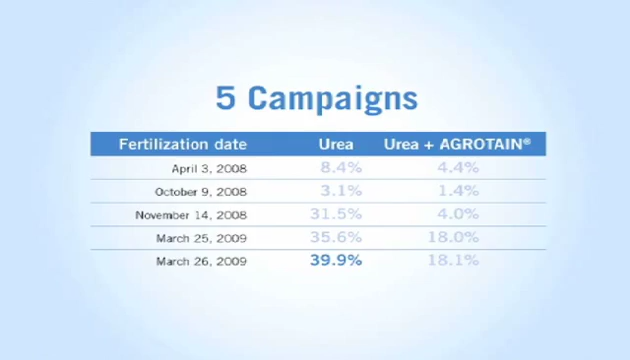 5 Campaigns
Fertilization date Urea Urea + AGROTAIN®
April 3, 2008 8.4% 4.4%
October 9, 2008 3.1% 1.4%
November 14, 2008 31.5% 4.0%
March 25, 2009 35.6% 18.0%
March 26, 2009 39.9% 18.1%